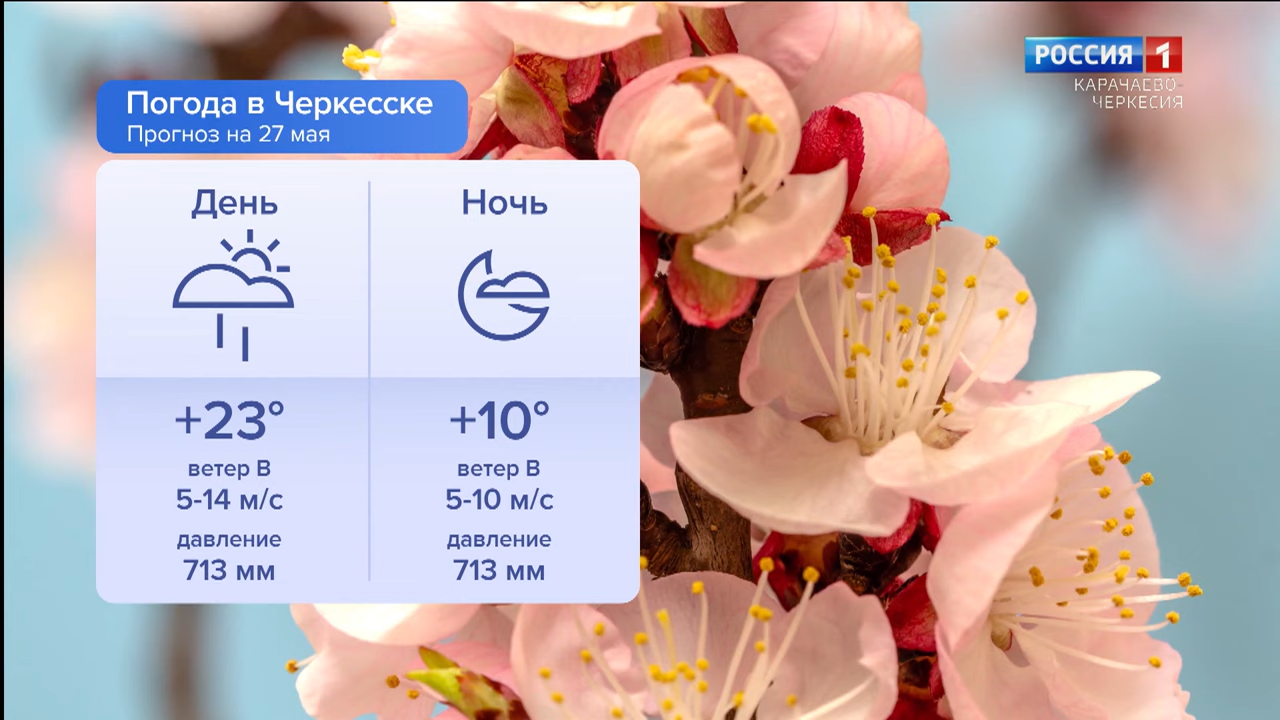 РОССИЯ 1
КАРАЧАЕВО-
ЧЕРКЕСИЯ
Погода в Черкесске
Прогноз на 27 мая
День
Ночь
+23°
+10°
ветер В
ветер В
5-14 м/с
5-10 м/с
давление
давление
713 мм
713 мм